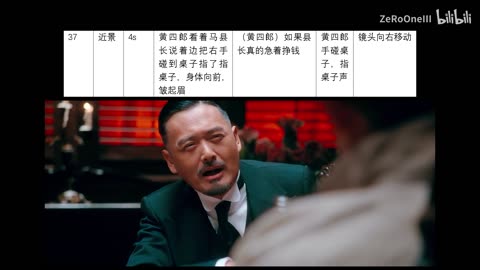 ZeRoOneIII bilibili
37 近景 4s 黄四郎看着马县 （黄四郎）如果县 黄四郎 镜头向右移动
长说着边把右手 长真的急着挣钱 手碰桌
碰到桌子指了指 子，指
桌子，身体向前， 桌子声
皱起眉